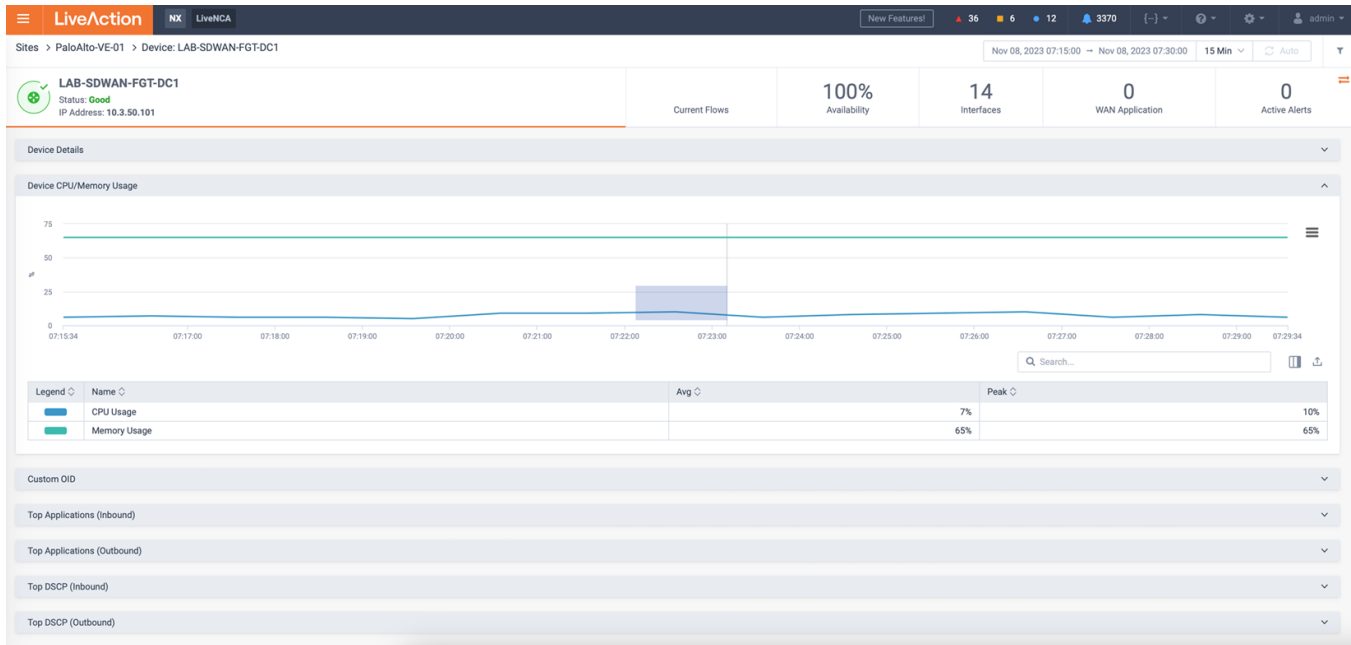 LiveAction NX LiveNCA New Features! 36 6 12 3370 {-} admin
Sites > PaloAlto-VE-01 > Device: LAB-SDWAN-FGT-DC1 Nov 08, 2023 07:15:00 → Nov 08, 2023 07:30:00 15 Min Auto
LAB-SDWAN-FGT-DC1
Status: Good
IP Address: 10.3.50.101
Current Flows
100%
Availability
14
Interfaces
0
WAN Application
0
Active Alerts
Device Details
Device CPU/Memory Usage
75
50
%
25
0
07:15:34 07:17:00 07:18:00 07:19:00 07:20:00 07:21:00 07:22:00 07:23:00 07:24:00 07:25:00 07:26:00 07:27:00 07:28:00 07:29:00 07:29:34
Search...
Legend Name Avg Peak
CPU Usage 7% 10%
Memory Usage 65% 65%
Custom OID
Top Applications (Inbound)
Top Applications (Outbound)
Top DSCP (Inbound)
Top DSCP (Outbound)